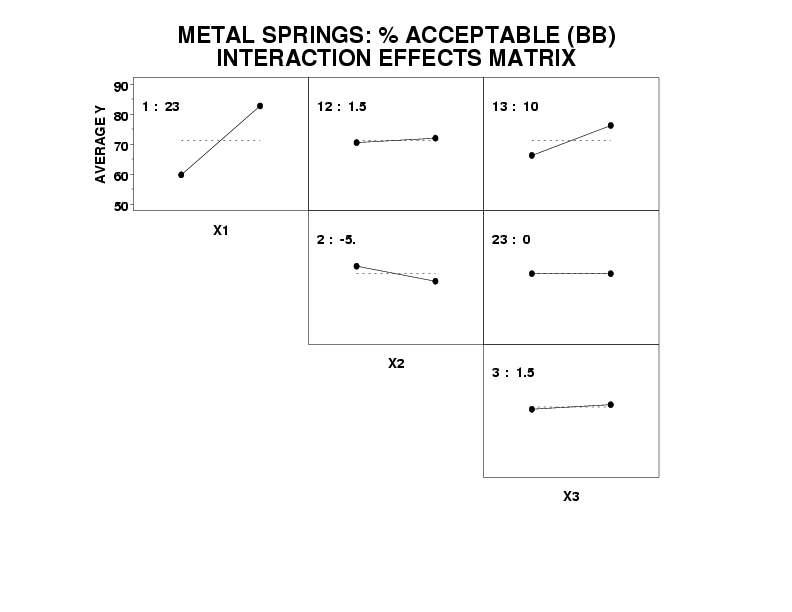 METAL SPRINGS: % ACCEPTABLE (BB)
INTERACTION EFFECTS MATRIX
AVERAGE Y
90
80
70
60
50
1 : 23
12 : 1.5
13 : 10
X1
2 : -5.
23 : 0
X2
3 : 1.5
X3